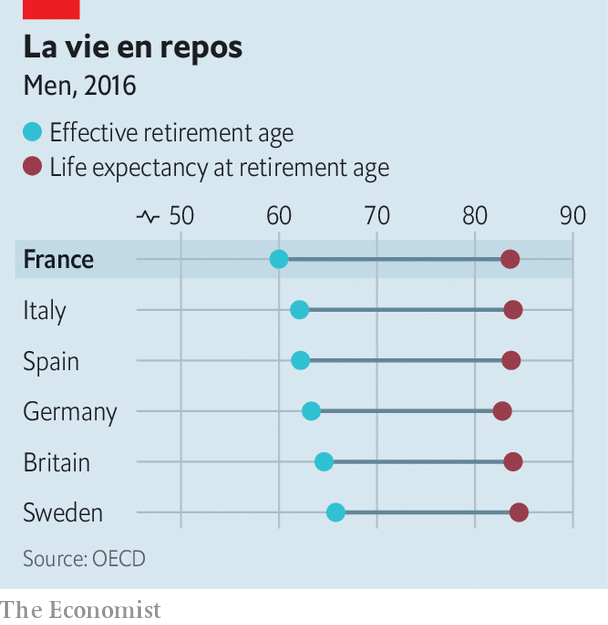 La vie en repos
Men, 2016
Effective retirement age
Life expectancy at retirement age
50 60 70 80 90
France
Italy
Spain
Germany
Britain
Sweden
Source: OECD
The Economist